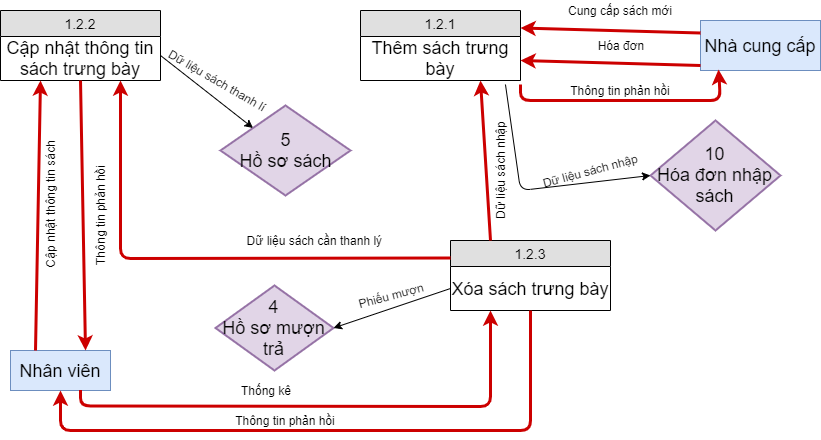 1.2.2
Cập nhật thông tin
sách trưng bày
1.2.1
Thêm sách trưng
bày
Cung cấp sách mới
Hóa đơn
Thông tin phản hồi
Nhà cung cấp
Dữ liệu sách thanh lí
5
Hồ sơ sách
Dữ liệu sách nhập
Dữ liệu sách nhập
10
Hóa đơn nhập
sách
Cập nhật thông tin sách
Thông tin phản hồi
Dữ liệu sách cần thanh lý
1.2.3
Xóa sách trưng bày
Phiếu mượn
4
Hồ sơ mượn
trả
Nhân viên
Thống kê
Thông tin phản hồi